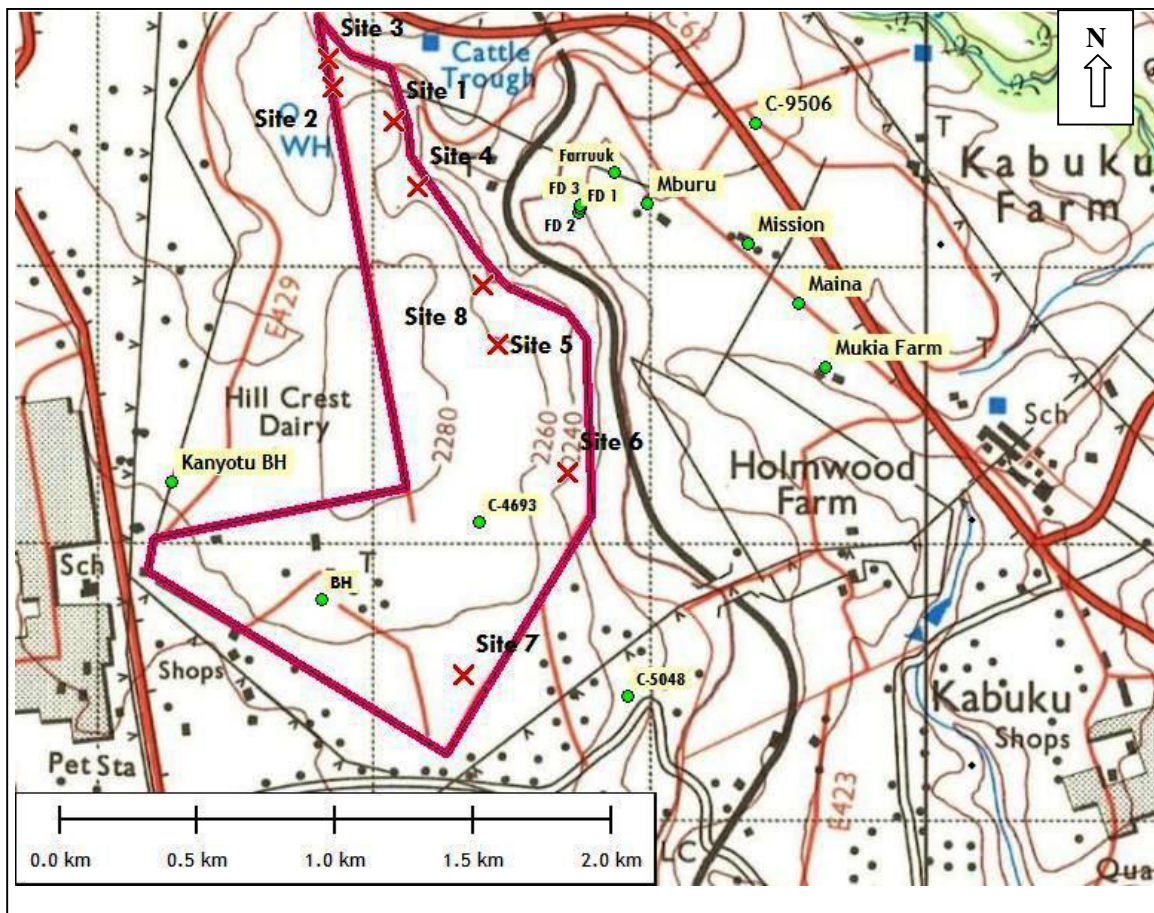 Site 3
N
Cattle
Trough
C-9506
T
Site 1
Site 2
WH
Site 4
Farruuk
T
Kabuku
Farm
FD 3
FD 1
FD 2
Mburu
Mission
E429
Maina
Site 8
Site 5
Mukia Farm
T
Hill Crest
Dairy
2280
2260
2240
Site 6
Sch
Kanyotu BH
C-4693
Holmwood
Farm
Sch
T
BH
Site 7
Shops
C-5048
Kabuku
Shops
Pet Sta
E423
0.0 km
0.5 km
1.0 km
1.5 km
2.0 km
LC
Qua